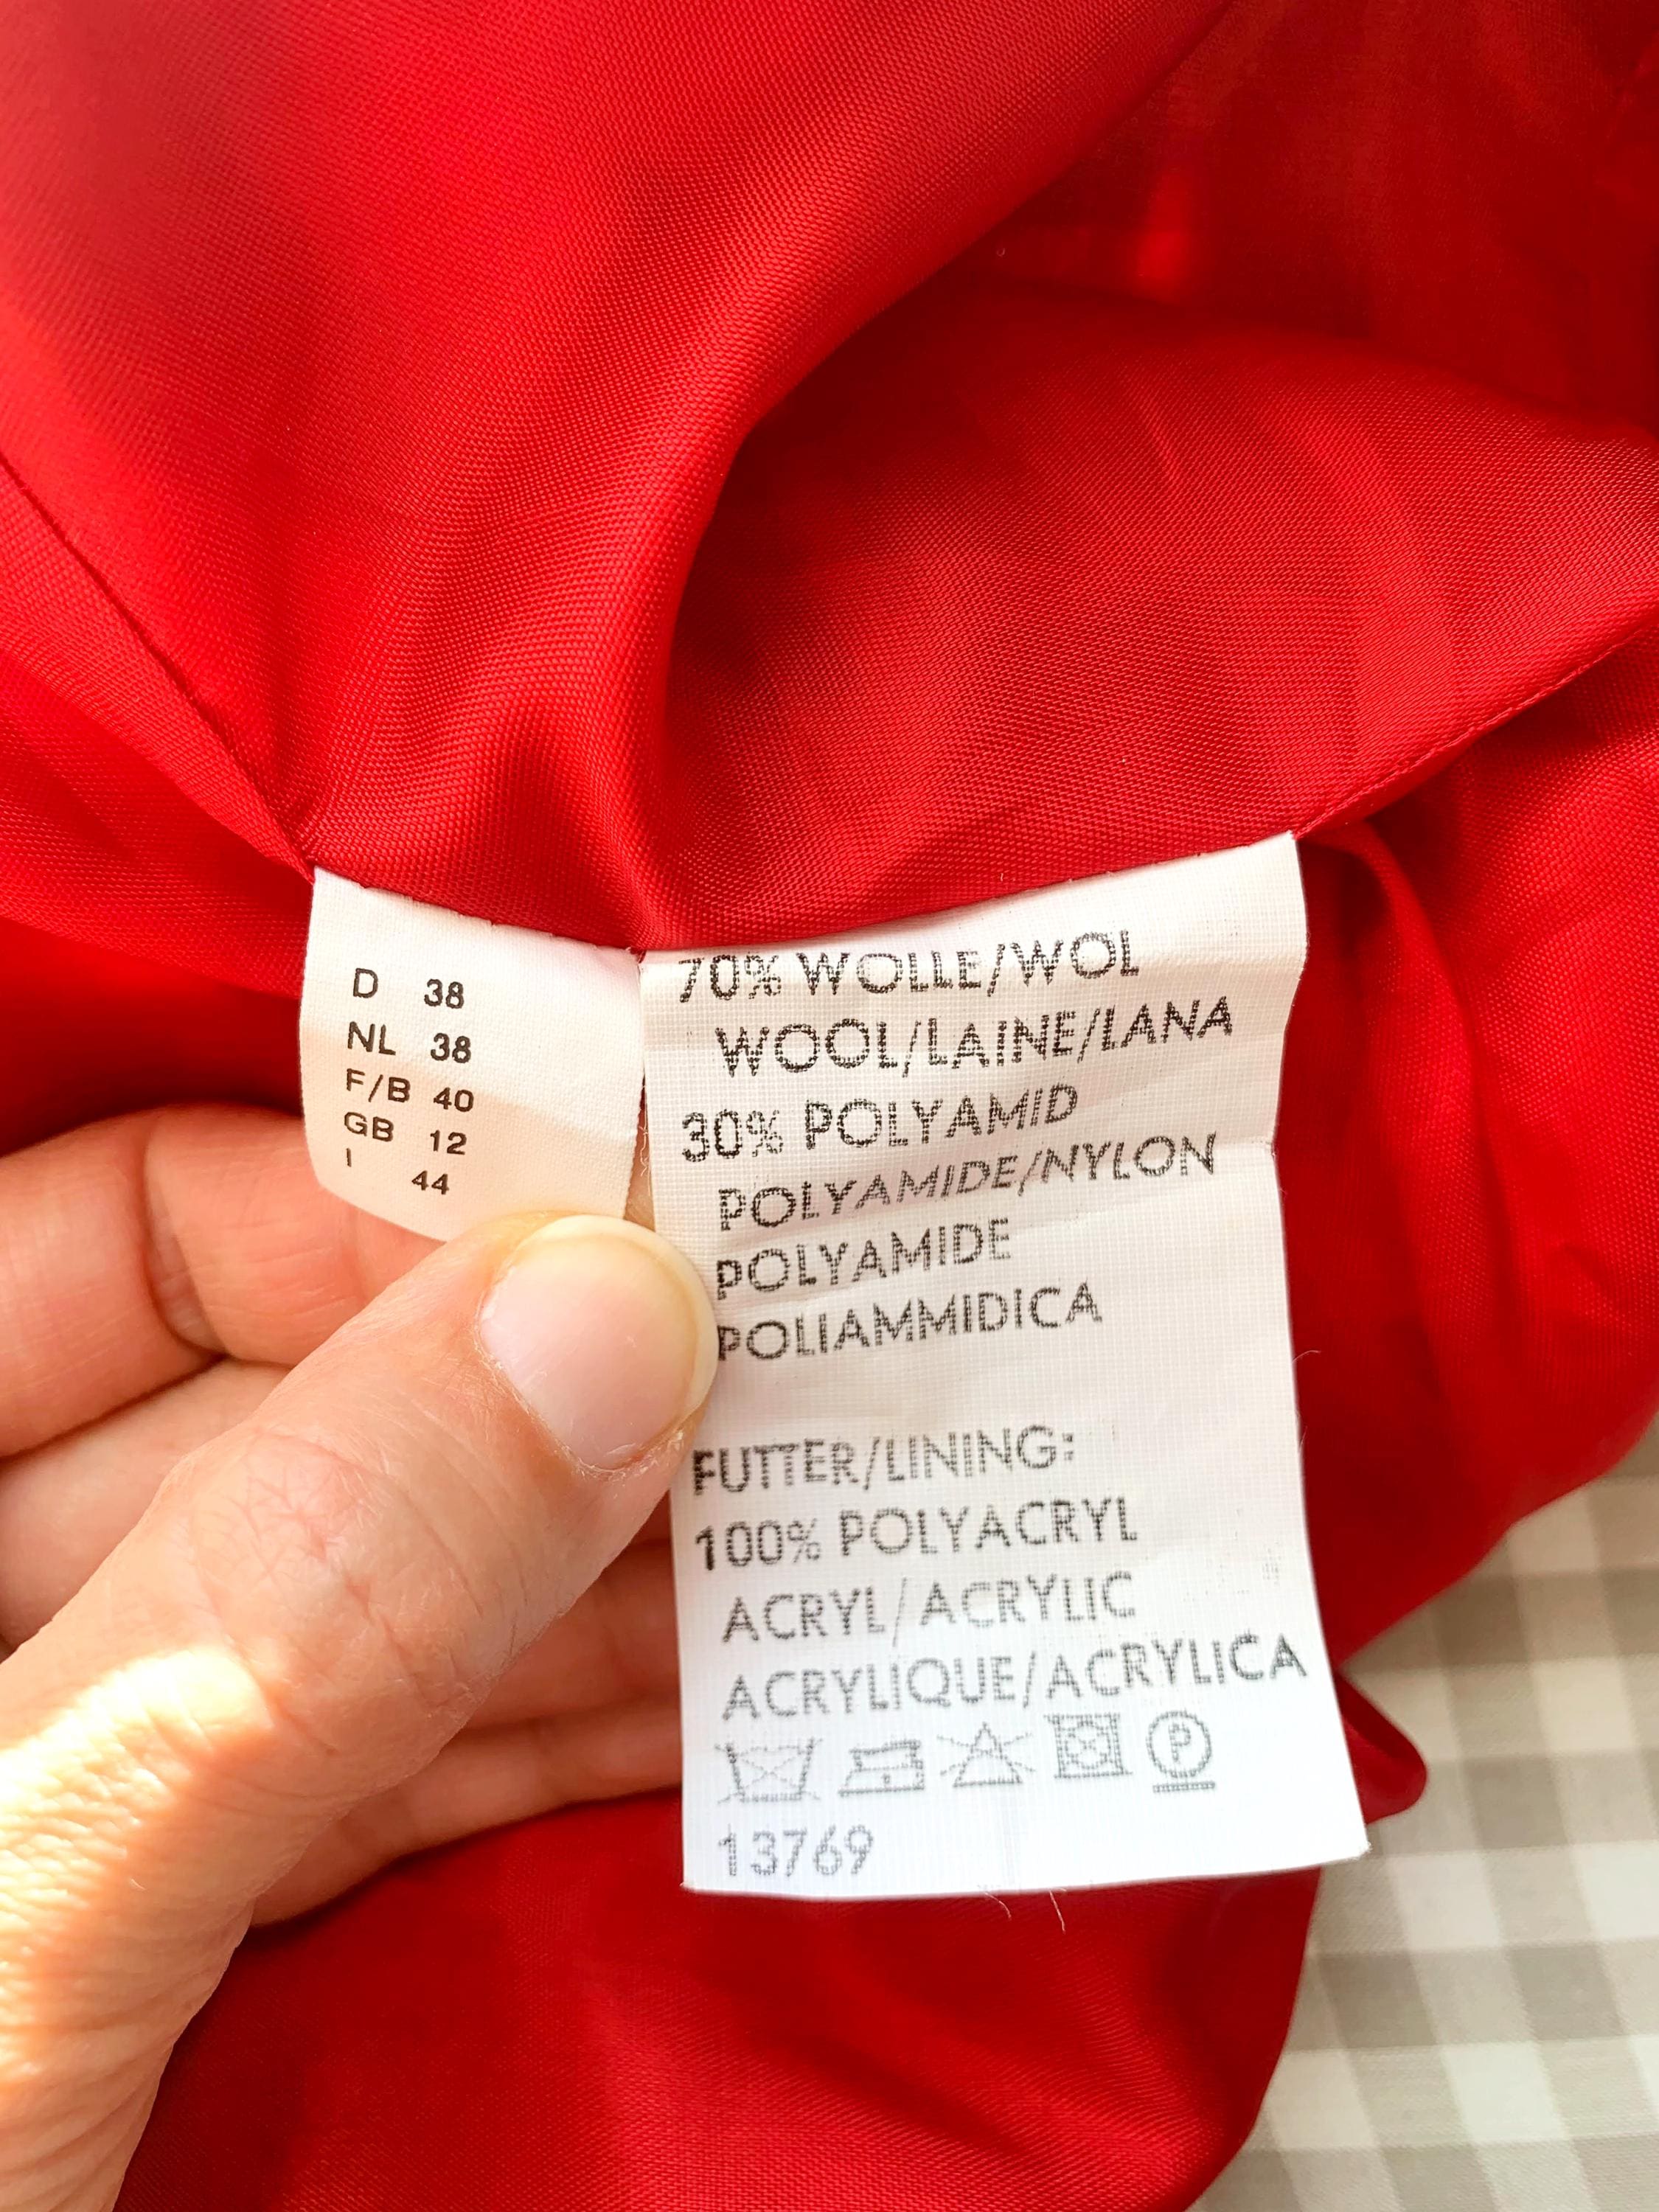 D 38
NL 38
F/B 40
GB 12
I 44
70% WOLLE/WOL
WOOL/LAINE/LANA
30% POLYAMID
POLYAMIDE/NYLON
POLYAMIDE
POLIAMMIDICA
FUTTER/LINING:
100% POLYACRYL
ACRYL/ACRYLIC
ACRYLIQUE/ACRYLICA
P
13769